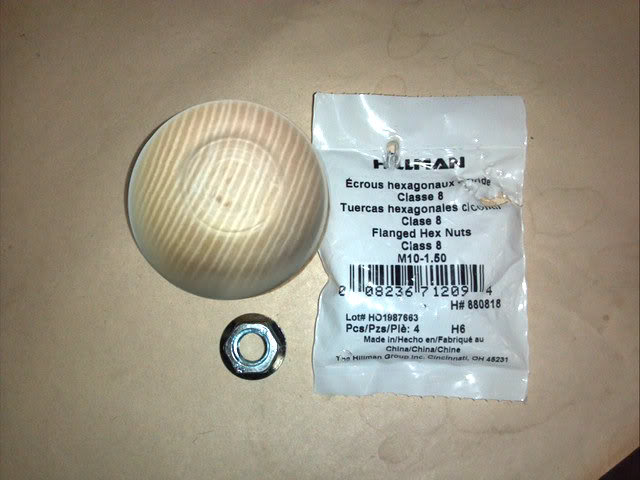 HILLMAN
Écrous hexagonaux
Classe 8
Tuercas hexagonales
Clase 8
Flanged Hex Nuts
Class 8
M10-1.50
0 08236 71209 4
H# 880818
Lot# HO1987663
Pcs/Pzs/Piè: 4 H6
Made in/Hecho en/Fabriqué au
China/China/Chine
The Hillman Group Inc. Cincinnati, OH 45231